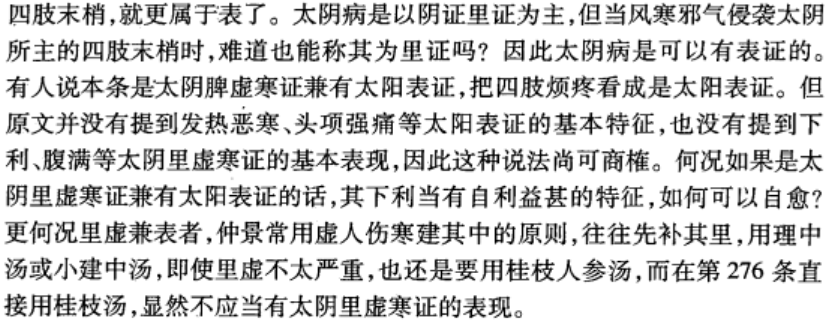 四肢末梢,就更属于表了。太阴病是以阴证里证为主,但当风寒邪气侵袭太阴
所主的四肢末梢时,难道也能称其为里证吗？因此太阴病是可以有表证的。
有人说本条是太阴脾虚寒证兼有太阳表证,把四肢烦疼看成是太阳表证。但
原文并没有提到发热恶寒、头项强痛等太阳表证的基本特征,也没有提到下
利、腹满等太阴里虚寒证的基本表现,因此这种说法尚可商榷。何况如果是太
阴里虚寒证兼有太阳表证的话,其下利当有自利益甚的特征,如何可以自愈？
更何况里虚兼表者,仲景常用虚人伤寒建其中的原则,往往先补其里,用理中
汤或小建中汤,即使里虚不太严重,也还是要用桂枝人参汤,而在第 276 条直
接用桂枝汤,显然不应当有太阴里虚寒证的表现。